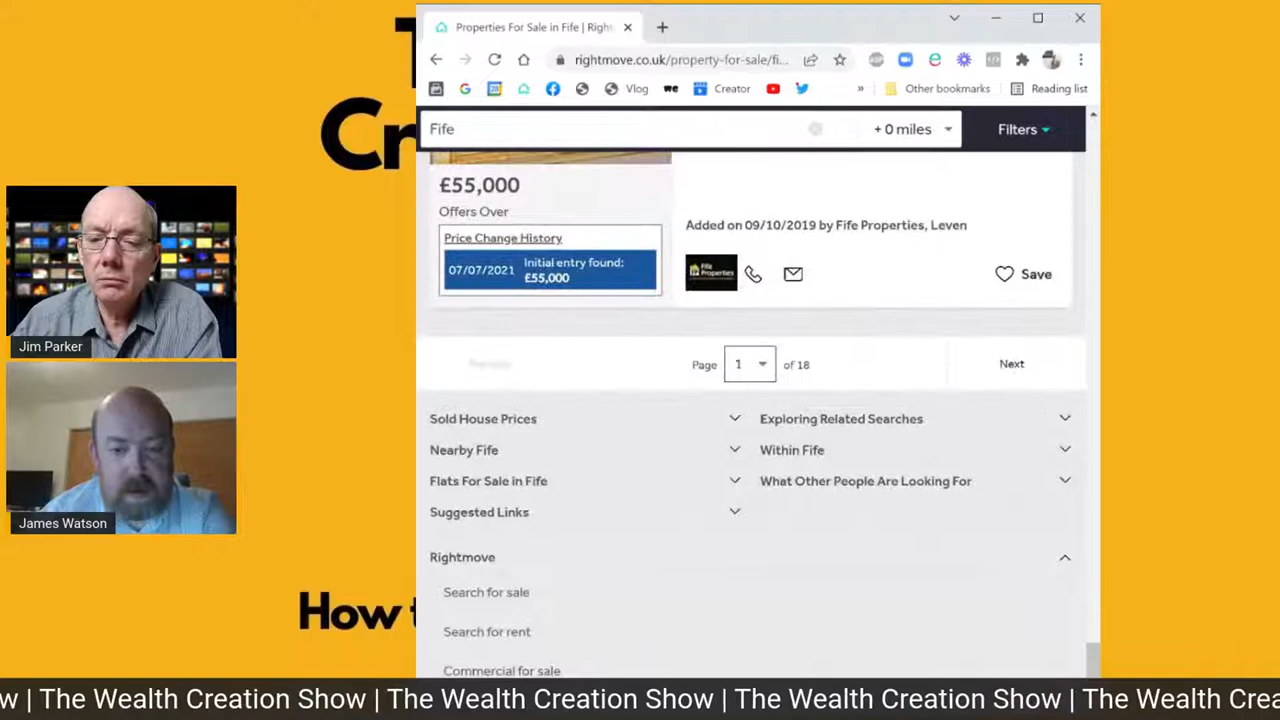 T
Cr
How t
Jim Parker
James Watson
Properties For Sale in Fife | Righ
rightmove.co.uk/property-for-sale/fi...
Vlog
Creator
»
Other bookmarks
Reading list
Fife
+ 0 miles
Filters
£55,000
Offers Over
Price Change History
07/07/2021
Initial entry found:
£55,000
Added on 09/10/2019 by Fife Properties, Leven
Fife
Properties
Save
Previous
Page
1
of 18
Next
Sold House Prices
Exploring Related Searches
Nearby Fife
Within Fife
Flats For Sale in Fife
What Other People Are Looking For
Suggested Links
Rightmove
Search for sale
Search for rent
Commercial for sale
w | The Wealth Creation Show | The Wealth Creation Show | The Wealth Creation Show | The Wealth Crea